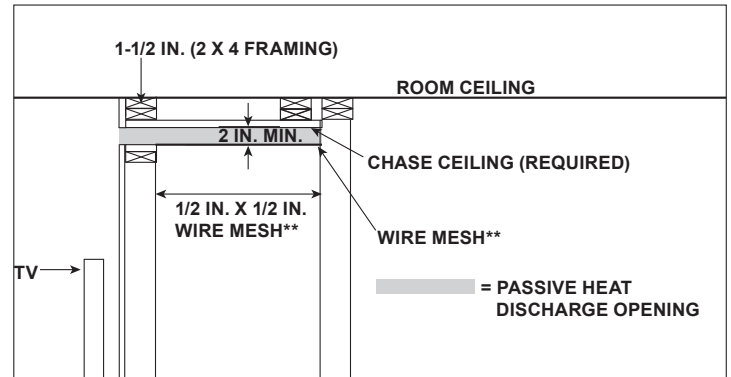 1-1/2 IN. (2 X 4 FRAMING)
ROOM CEILING
2 IN. MIN.
CHASE CEILING (REQUIRED)
1/2 IN. X 1/2 IN.
WIRE MESH**
WIRE MESH**
TV
= PASSIVE HEAT
DISCHARGE OPENING